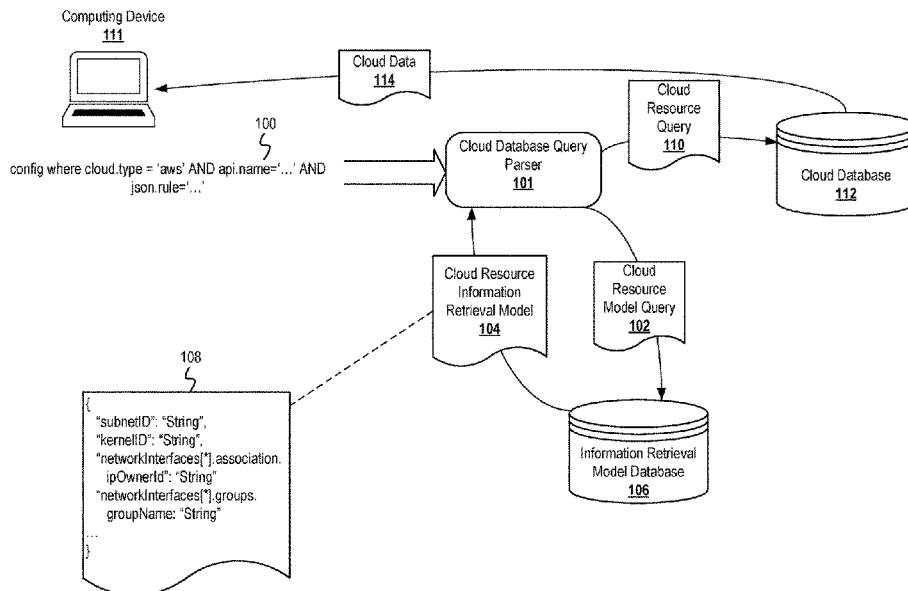 Computing Device
111
Cloud Data
114
Cloud
Resource
Query
110
100
config where cloud.type = 'aws' AND api.name='...' AND
json.rule='...'
Cloud Database Query
Parser
101
Cloud Database
112
Cloud Resource
Information
Retrieval Model
104
Cloud
Resource
Model Query
102
108
{
"subnetID": "String",
"kernelID": "String",
"networkInterfaces[*].association.
ipOwnerId": "String"
"networkInterfaces[*].groups.
groupName: "String"
...
}
Information Retrieval
Model Database
106